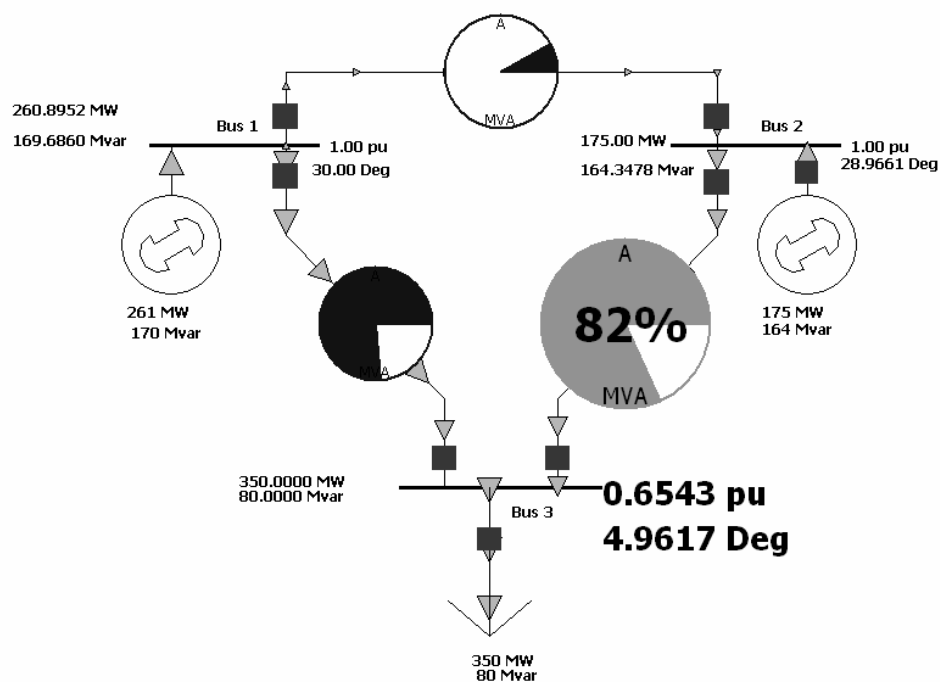 A
MVA
260.8952 MW
169.6860 Mvar
Bus 1
1.00 pu
30.00 Deg
175.00 MW
164.3478 Mvar
Bus 2
1.00 pu
28.9661 Deg
261 MW
170 Mvar
A
MVA
A
82%
MVA
175 MW
164 Mvar
350.0000 MW
80.0000 Mvar
Bus 3
0.6543 pu
4.9617 Deg
350 MW
80 Mvar